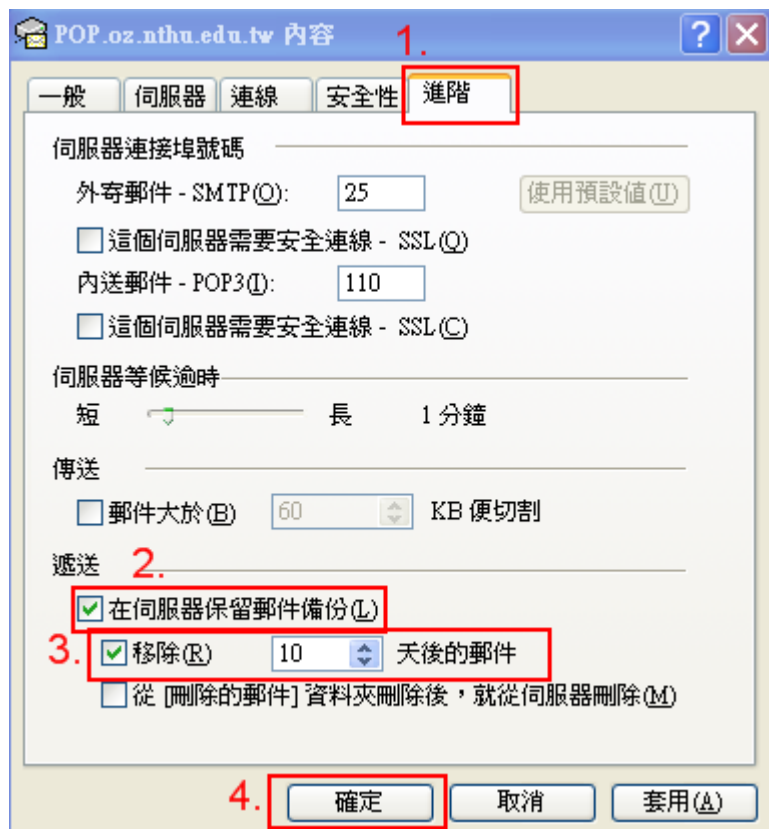 POP.oz.nthu.edu.tw 內容
1.
一般 伺服器 連線 安全性 進階
伺服器連接埠號碼
外寄郵件 - SMTP(O): 25 使用預設值(U)
這個伺服器需要安全連線 - SSL(Q)
內送郵件 - POP3(I): 110
這個伺服器需要安全連線 - SSL(C)
伺服器等候逾時
短 長 1 分鐘
傳送
郵件大於(B) 60 KB 便切割
遞送 2.
在伺服器保留郵件備份(L)
3. 移除(R) 10 天後的郵件
從 [刪除的郵件] 資料夾刪除後，就從伺服器刪除(M)
4. 確定 取消 套用(A)